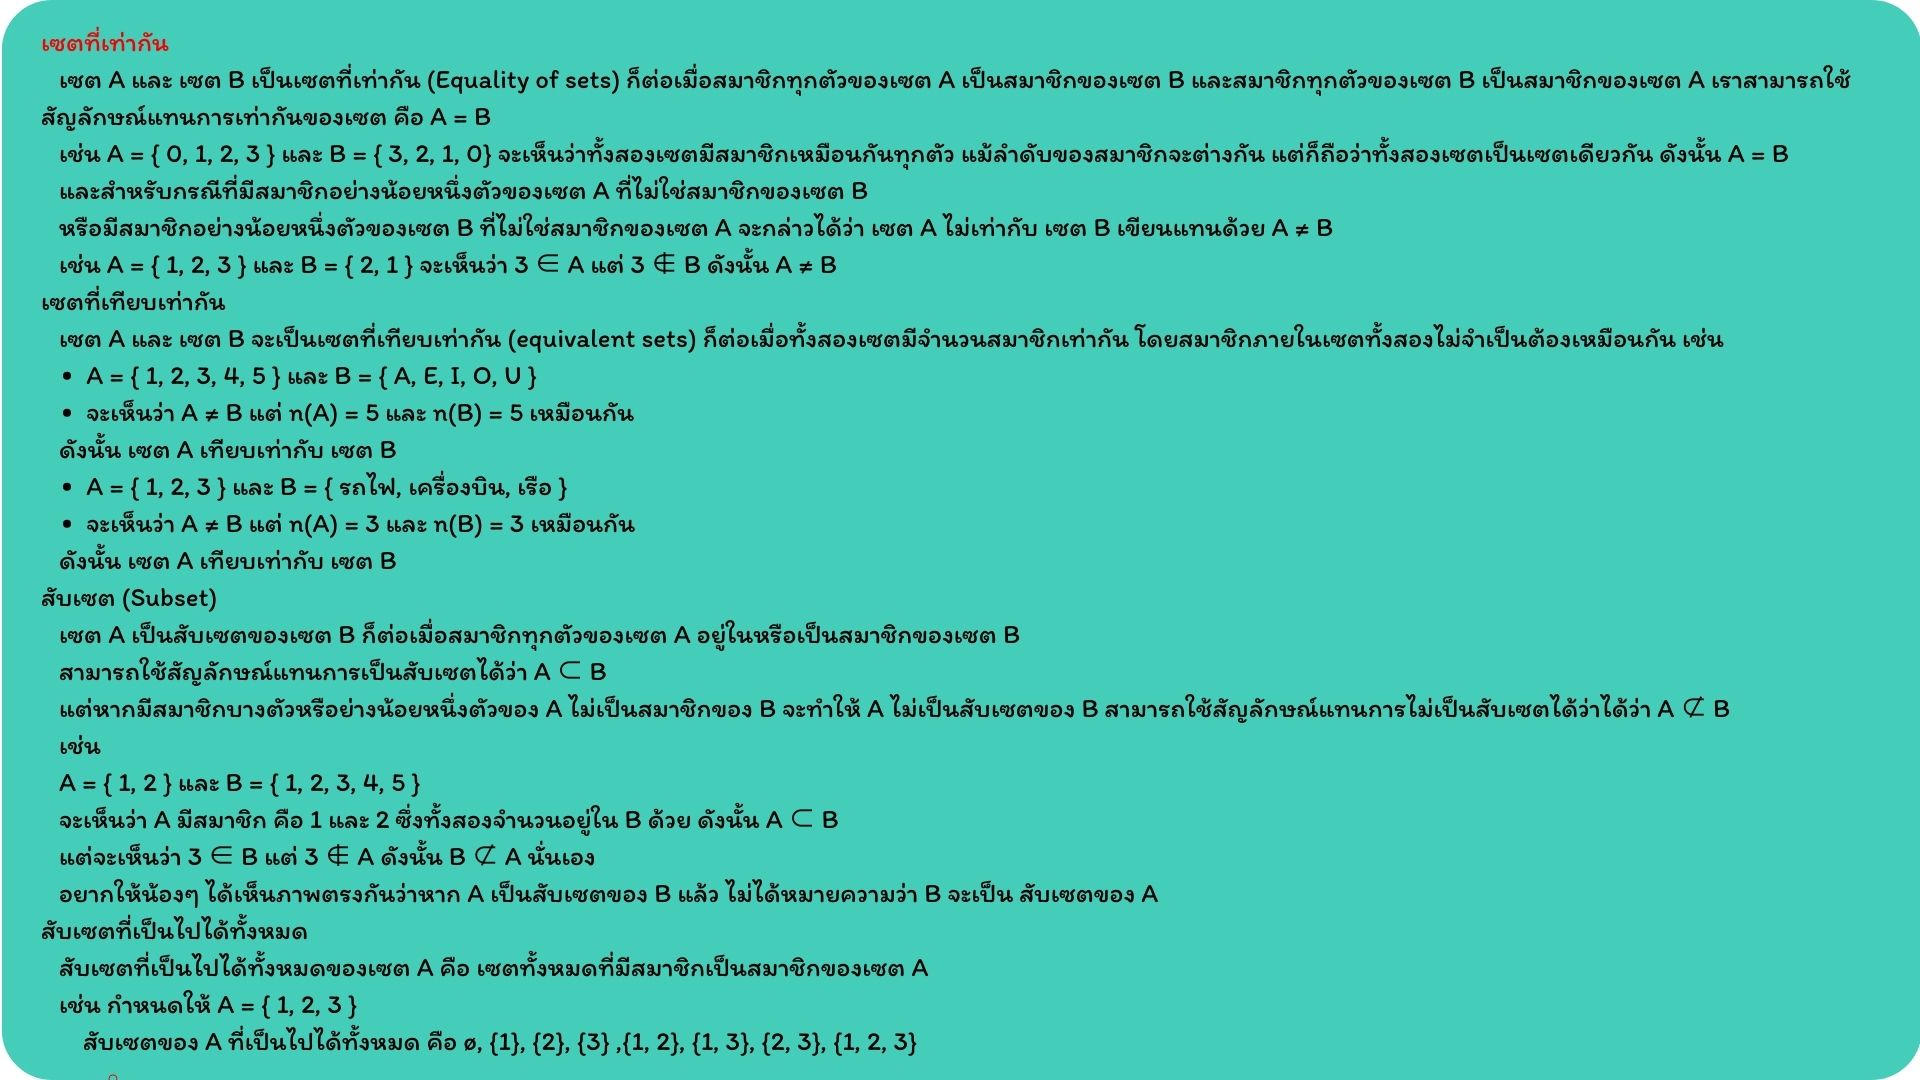 เซตที่เท่ากัน
เซต A และ เซต B เป็นเซตที่เท่ากัน (Equality of sets) ก็ต่อเมื่อสมาชิกทุกตัวของเซต A เป็นสมาชิกของเซต B และสมาชิกทุกตัวของเซต B เป็นสมาชิกของเซต A เราสามารถใช้
สัญลักษณ์แทนการเท่ากันของเซต คือ A = B
เช่น A = { 0, 1, 2, 3 } และ B = { 3, 2, 1, 0} จะเห็นว่าทั้งสองเซตมีสมาชิกเหมือนกันทุกตัว แม้ลำดับของสมาชิกจะต่างกัน แต่ก็ถือว่าทั้งสองเซตเป็นเซตเดียวกัน ดังนั้น A = B
และสำหรับกรณีที่มีสมาชิกอย่างน้อยหนึ่งตัวของเซต A ที่ไม่ใช่สมาชิกของเซต B
หรือมีสมาชิกอย่างน้อยหนึ่งตัวของเซต B ที่ไม่ใช่สมาชิกของเซต A จะกล่าวได้ว่า เซต A ไม่เท่ากับ เซต B เขียนแทนด้วย A ≠ B
เช่น A = { 1, 2, 3 } และ B = { 2, 1 } จะเห็นว่า 3 ∈ A แต่ 3 ∉ B ดังนั้น A ≠ B
เซตที่เทียบเท่ากัน
เซต A และ เซต B จะเป็นเซตที่เทียบเท่ากัน (equivalent sets) ก็ต่อเมื่อทั้งสองเซตมีจำนวนสมาชิกเท่ากัน โดยสมาชิกภายในเซตทั้งสองไม่จำเป็นต้องเหมือนกัน เช่น
• A = { 1, 2, 3, 4, 5 } และ B = { A, E, I, O, U }
• จะเห็นว่า A ≠ B แต่ n(A) = 5 และ n(B) = 5 เหมือนกัน
ดังนั้น เซต A เทียบเท่ากับ เซต B
• A = { 1, 2, 3 } และ B = { รถไฟ, เครื่องบิน, เรือ }
• จะเห็นว่า A ≠ B แต่ n(A) = 3 และ n(B) = 3 เหมือนกัน
ดังนั้น เซต A เทียบเท่ากับ เซต B
สับเซต (Subset)
เซต A เป็นสับเซตของเซต B ก็ต่อเมื่อสมาชิกทุกตัวของเซต A อยู่ในหรือเป็นสมาชิกของเซต B
สามารถใช้สัญลักษณ์แทนการเป็นสับเซตได้ว่า A ⊂ B
แต่หากมีสมาชิกบางตัวหรืออย่างน้อยหนึ่งตัวของ A ไม่เป็นสมาชิกของ B จะทำให้ A ไม่เป็นสับเซตของ B สามารถใช้สัญลักษณ์แทนการไม่เป็นสับเซตได้ว่าได้ว่า A ⊄ B
เช่น
A = { 1, 2 } และ B = { 1, 2, 3, 4, 5 }
จะเห็นว่า A มีสมาชิก คือ 1 และ 2 ซึ่งทั้งสองจำนวนอยู่ใน B ด้วย ดังนั้น A ⊂ B
แต่จะเห็นว่า 3 ∈ B แต่ 3 ∉ A ดังนั้น B ⊄ A นั่นเอง
อยากให้น้องๆ ได้เห็นภาพตรงกันว่าหาก A เป็นสับเซตของ B แล้ว ไม่ได้หมายความว่า B จะเป็น สับเซตของ A
สับเซตที่เป็นไปได้ทั้งหมด
สับเซตที่เป็นไปได้ทั้งหมดของเซต A คือ เซตทั้งหมดที่มีสมาชิกเป็นสมาชิกของเซต A
เช่น กำหนดให้ A = { 1, 2, 3 }
สับเซตของ A ที่เป็นไปได้ทั้งหมด คือ ø, {1}, {2}, {3} ,{1, 2}, {1, 3}, {2, 3}, {1, 2, 3}